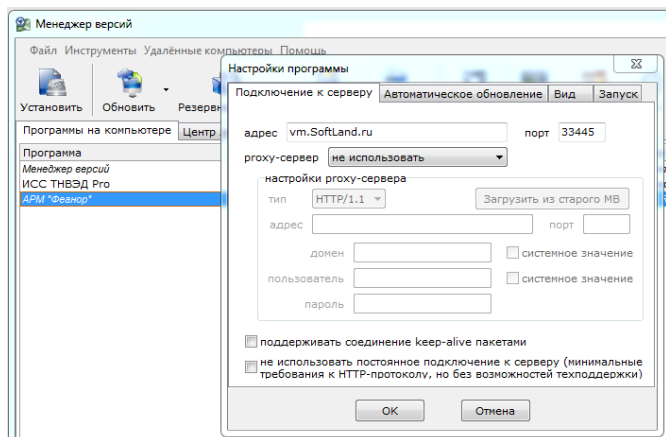 Менеджер версий
Файл Инструменты Удалённые компьютеры Помощь
Установить Обновить
Программы на компьютере Центр
Программа
Менеджер версий
ИСС ТНВЭД Pro
АРМ "Феанор"
Настройки программы
Подключение к серверу Автоматическое обновление Вид Запуск
адрес vm.SoftLand.ru порт 33445
proxy-сервер не использовать
настройки proxy-сервера
тип HTTP/1.1 Загрузить из старого МВ
адрес порт
домен системное значение
пользователь системное значение
пароль
поддерживать соединение keep-alive пакетами
не использовать постоянное подключение к серверу (минимальные
требования к HTTP-протоколу, но без возможностей техподдержки)
OK Отмена